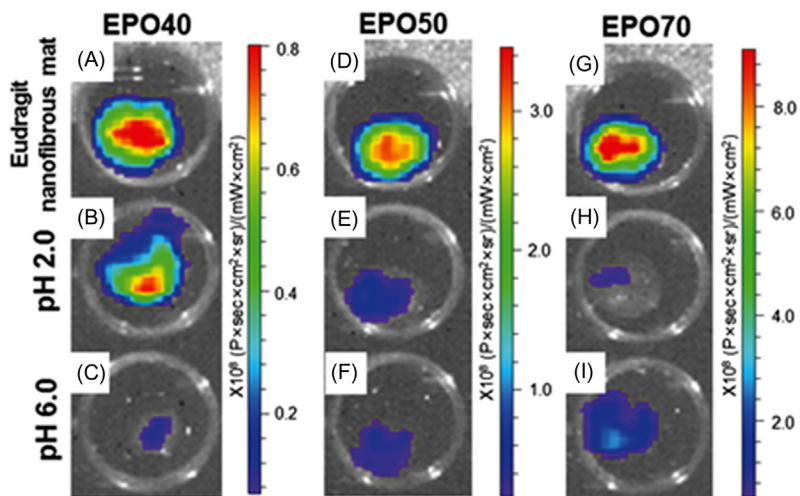 EPO40
EPO50
EPO70
Eudragit
nanofibrous mat
pH 2.0
pH 6.0
(A)
(B)
(C)
0.8
0.6
0.4
0.2
X10⁸ (P×sec×cm²×sr)/(mW×cm²)
(D)
(E)
(F)
3.0
2.0
1.0
X10⁸ (P×sec×cm²×sr)/(mW×cm²)
(G)
(H)
(I)
8.0
6.0
4.0
2.0
X10⁸ (P×sec×cm²×sr)/(mW×cm²)